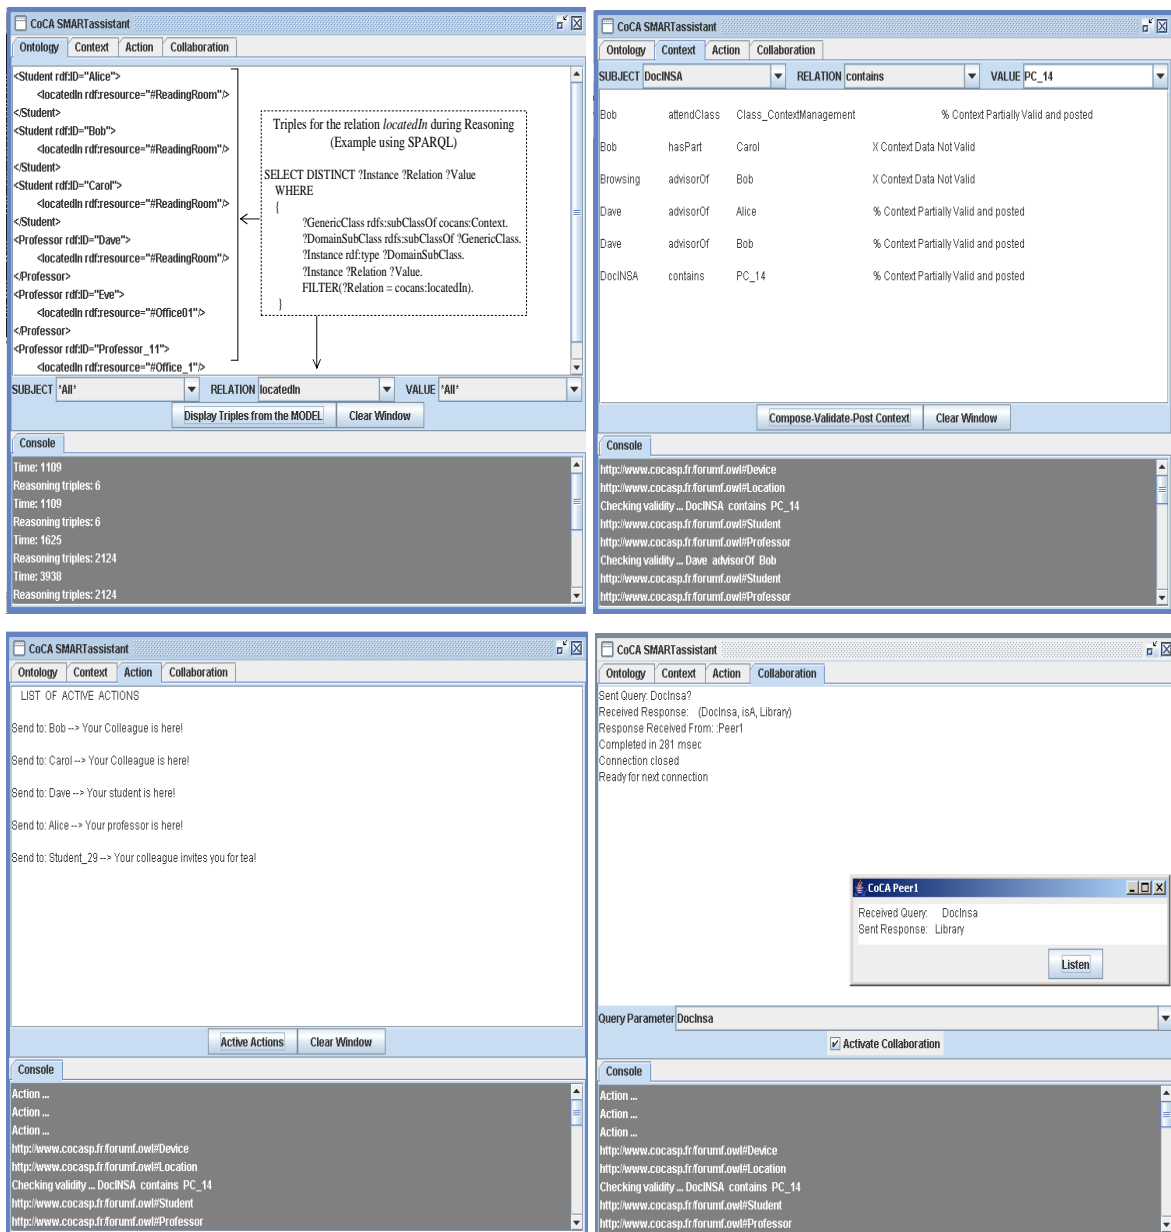 CoCA SMARTassistant
Ontology Context Action Collaboration
<Student rdf:ID="Alice">
<locatedIn rdf:resource="#ReadingRoom"/>
</Student>
<Student rdf:ID="Bob">
<locatedIn rdf:resource="#ReadingRoom"/>
</Student>
<Student rdf:ID="Carol">
<locatedIn rdf:resource="#ReadingRoom"/>
</Student>
<Professor rdf:ID="Dave">
<locatedIn rdf:resource="#ReadingRoom"/>
</Professor>
<Professor rdf:ID="Eve">
<locatedIn rdf:resource="#Office01"/>
</Professor>
<Professor rdf:ID="Professor_11">
<locatedIn rdf:resource="#Office_1"/>
Triples for the relation locatedIn during Reasoning
(Example using SPARQL)
SELECT DISTINCT ?Instance ?Relation ?Value
WHERE
{
?GenericClass rdfs:subClassOf cocans:Context.
?DomainSubClass rdfs:subClassOf ?GenericClass.
?Instance rdf:type ?DomainSubClass.
?Instance ?Relation ?Value.
FILTER(?Relation = cocans:locatedIn).
}
SUBJECT *All* RELATION locatedIn VALUE *All*
Display Triples from the MODEL Clear Window
Console
Time: 1109
Reasoning triples: 6
Time: 1109
Reasoning triples: 6
Time: 1625
Reasoning triples: 2124
Time: 3938
Reasoning triples: 2124
CoCA SMARTassistant
Ontology Context Action Collaboration
SUBJECT DocINSA RELATION contains VALUE PC_14
Bob attendClass Class_ContextManagement % Context Partially Valid and posted
Bob hasPart Carol X Context Data Not Valid
Browsing advisorOf Bob X Context Data Not Valid
Dave advisorOf Alice % Context Partially Valid and posted
Dave advisorOf Bob % Context Partially Valid and posted
DocINSA contains PC_14 % Context Partially Valid and posted
Compose-Validate-Post Context Clear Window
Console
http://www.cocasp.fr/forumf.owl#Device
http://www.cocasp.fr/forumf.owl#Location
Checking validity ... DocINSA contains PC_14
http://www.cocasp.fr/forumf.owl#Student
http://www.cocasp.fr/forumf.owl#Professor
Checking validity ... Dave advisorOf Bob
http://www.cocasp.fr/forumf.owl#Student
http://www.cocasp.fr/forumf.owl#Professor
CoCA SMARTassistant
Ontology Context Action Collaboration
LIST OF ACTIVE ACTIONS
Send to: Bob --> Your Colleague is here!
Send to: Carol --> Your Colleague is here!
Send to: Dave --> Your student is here!
Send to: Alice --> Your professor is here!
Send to: Student_29 --> Your colleague invites you for tea!
Active Actions Clear Window
Console
Action ...
Action ...
Action ...
http://www.cocasp.fr/forumf.owl#Device
http://www.cocasp.fr/forumf.owl#Location
Checking validity ... DocINSA contains PC_14
http://www.cocasp.fr/forumf.owl#Student
http://www.cocasp.fr/forumf.owl#Professor
CoCA SMARTassistant
Ontology Context Action Collaboration
Sent Query: DocInsa?
Received Response: (DocInsa, isA, Library)
Response Received From: :Peer1
Completed in 281 msec
Connection closed
Ready for next connection
CoCA Peer1
Received Query: DocInsa
Sent Response: Library
Listen
Query Parameter DocInsa
Activate Collaboration
Console
Action ...
Action ...
Action ...
http://www.cocasp.fr/forumf.owl#Device
http://www.cocasp.fr/forumf.owl#Location
Checking validity ... DocINSA contains PC_14
http://www.cocasp.fr/forumf.owl#Student
http://www.cocasp.fr/forumf.owl#Professor